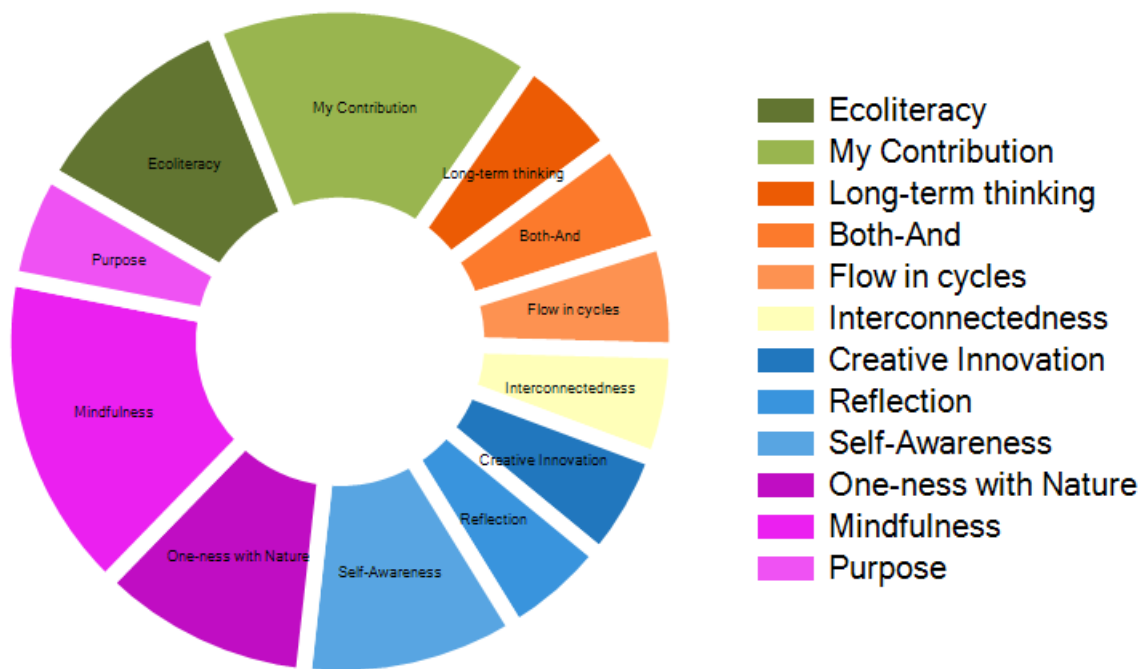 My Contribution
Ecoliteracy
Long-term thinking
Both-And
Purpose
Flow in cycles
Interconnectedness
Mindfulness
Creative Innovation
Reflection
One-ness with Nature
Self-Awareness
Ecoliteracy
My Contribution
Long-term thinking
Both-And
Flow in cycles
Interconnectedness
Creative Innovation
Reflection
Self-Awareness
One-ness with Nature
Mindfulness
Purpose